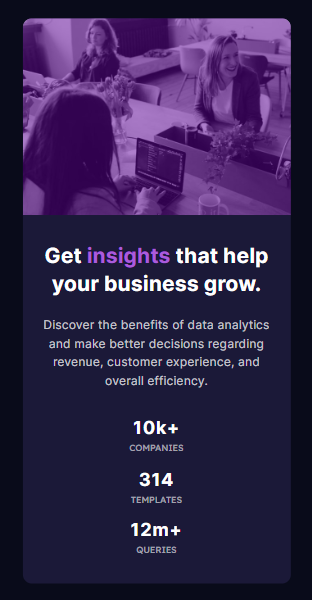 Get insights that help
your business grow.
Discover the benefits of data analytics
and make better decisions regarding
revenue, customer experience, and
overall efficiency.
10k+
COMPANIES
314
TEMPLATES
12m+
QUERIES